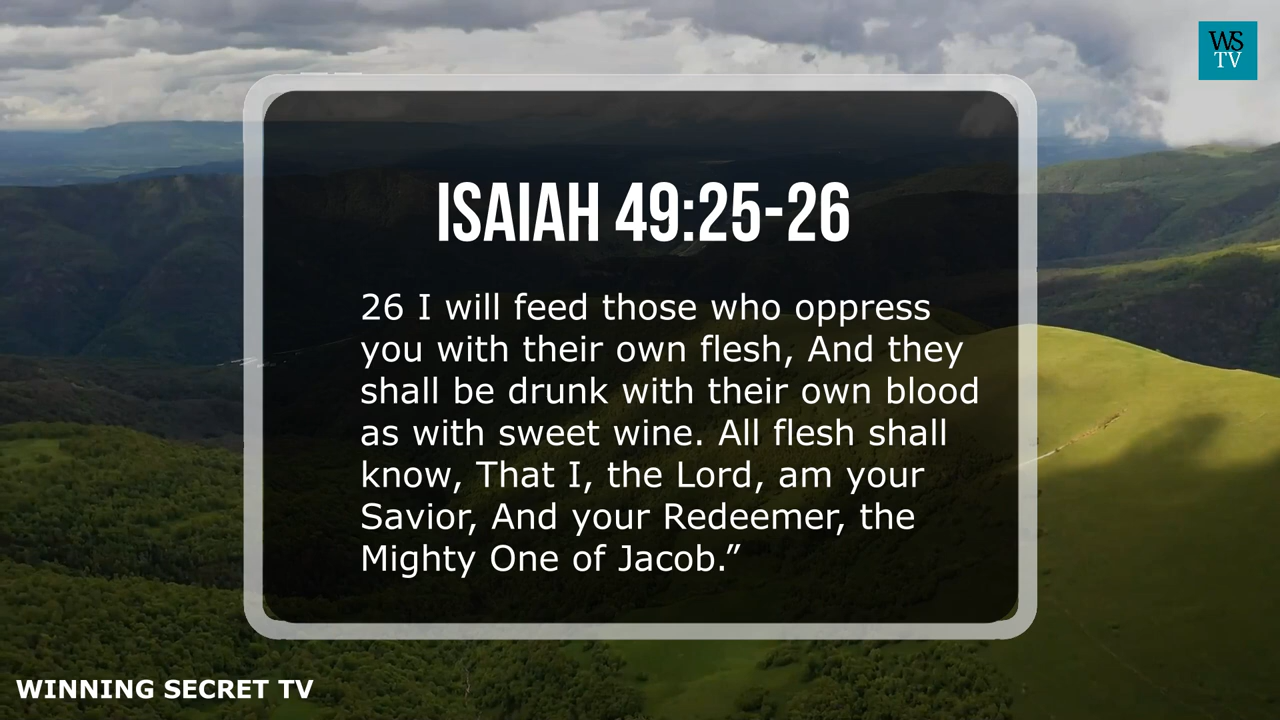 WS
TV
ISAIAH 49:25-26
26 I will feed those who oppress
you with their own flesh, And they
shall be drunk with their own blood
as with sweet wine. All flesh shall
know, That I, the Lord, am your
Savior, And your Redeemer, the
Mighty One of Jacob.”
WINNING SECRET TV